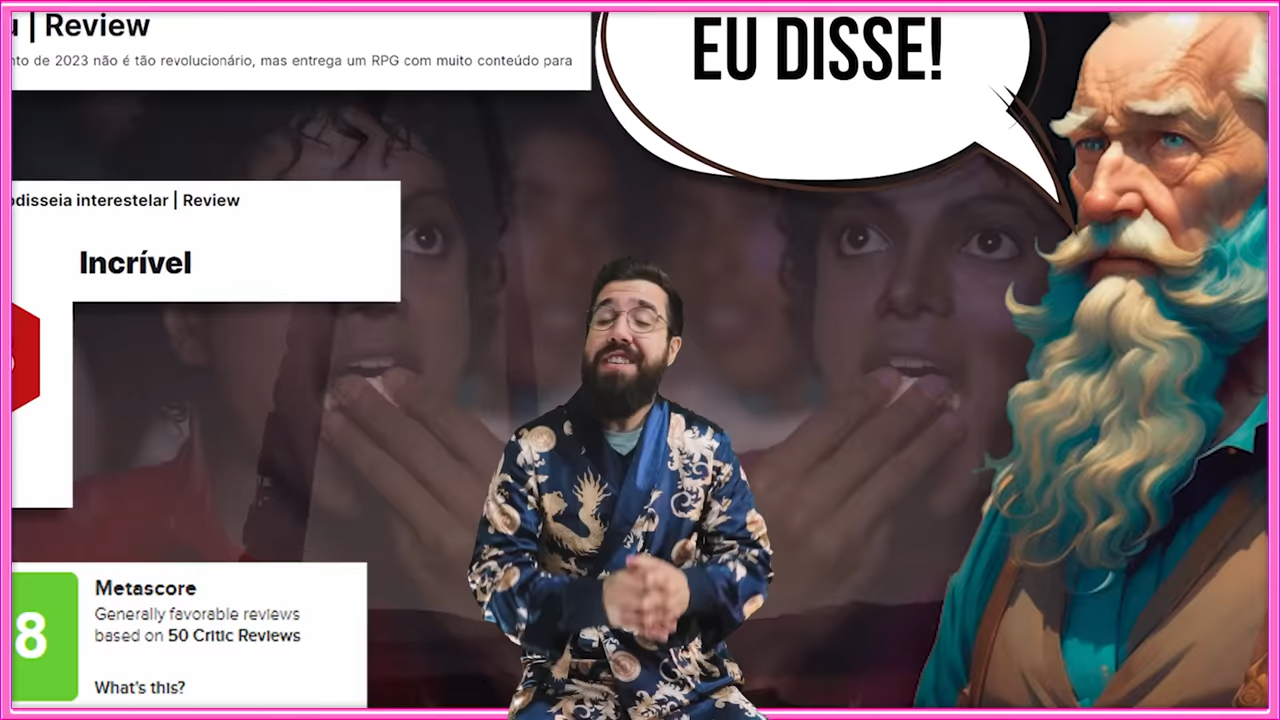 | Review
de 2023 não é tão revolucionário, mas entrega um RPG com muito conteúdo para
EU DISSE!
odisseia interestelar | Review
Incrível
8
Metascore
Generally favorable reviews
based on 50 Critic Reviews
What's this?